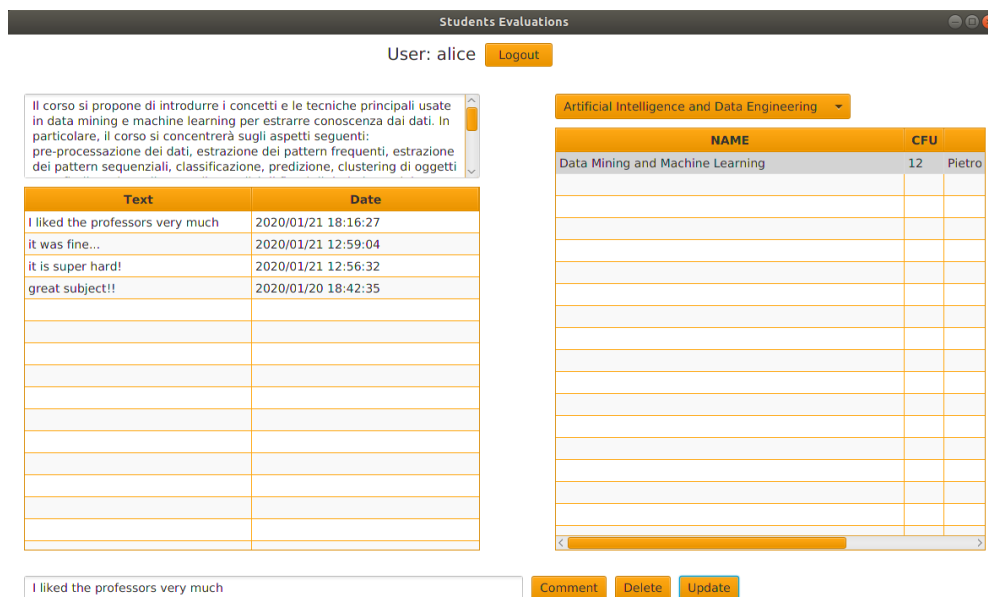 Students Evaluations
User: alice Logout
Il corso si propone di introdurre i concetti e le tecniche principali usate
in data mining e machine learning per estrarre conoscenza dai dati. In
particolare, il corso si concentrerà sugli aspetti seguenti:
pre-processazione dei dati, estrazione dei pattern frequenti, estrazione
dei pattern sequenziali, classificazione, predizione, clustering di oggetti
Text Date
I liked the professors very much 2020/01/21 18:16:27
it was fine... 2020/01/21 12:59:04
it is super hard! 2020/01/21 12:56:32
great subject!! 2020/01/20 18:42:35
Artificial Intelligence and Data Engineering
NAME CFU
Data Mining and Machine Learning 12 Pietro
I liked the professors very much Comment Delete Update